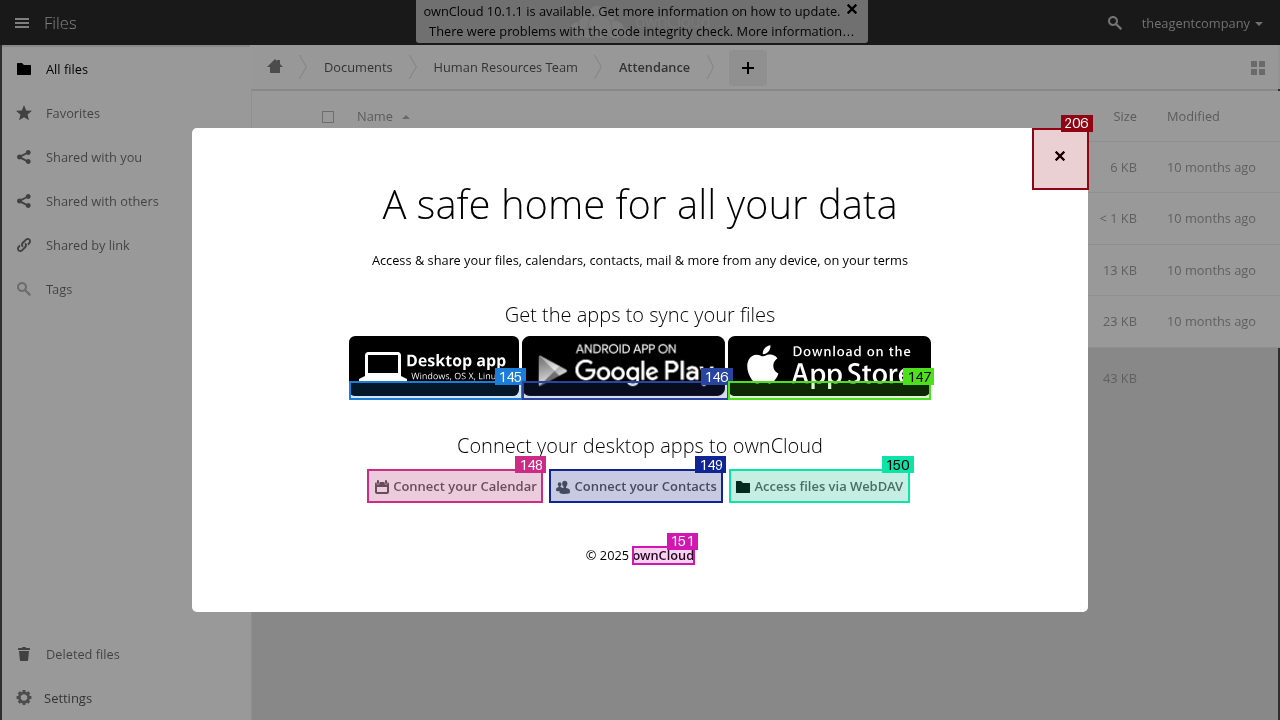 ownCloud 10.1.1 is available. Get more information on how to update.
There were problems with the code integrity check. More information…
Files
theagentcompany
All files
Favorites
Shared with you
Shared with others
Shared by link
Tags
Deleted files
Settings
Documents
Human Resources Team
Attendance
+
Name
Size
Modified
6 KB
10 months ago
< 1 KB
10 months ago
13 KB
10 months ago
23 KB
10 months ago
43 KB
206
A safe home for all your data
Access & share your files, calendars, contacts, mail & more from any device, on your terms
Get the apps to sync your files
Desktop app
Windows, OS X, Linu
145
ANDROID APP ON
Google Play
146
Download on the
App Store
147
Connect your desktop apps to ownCloud
148
Connect your Calendar
149
Connect your Contacts
150
Access files via WebDAV
151
© 2025 ownCloud